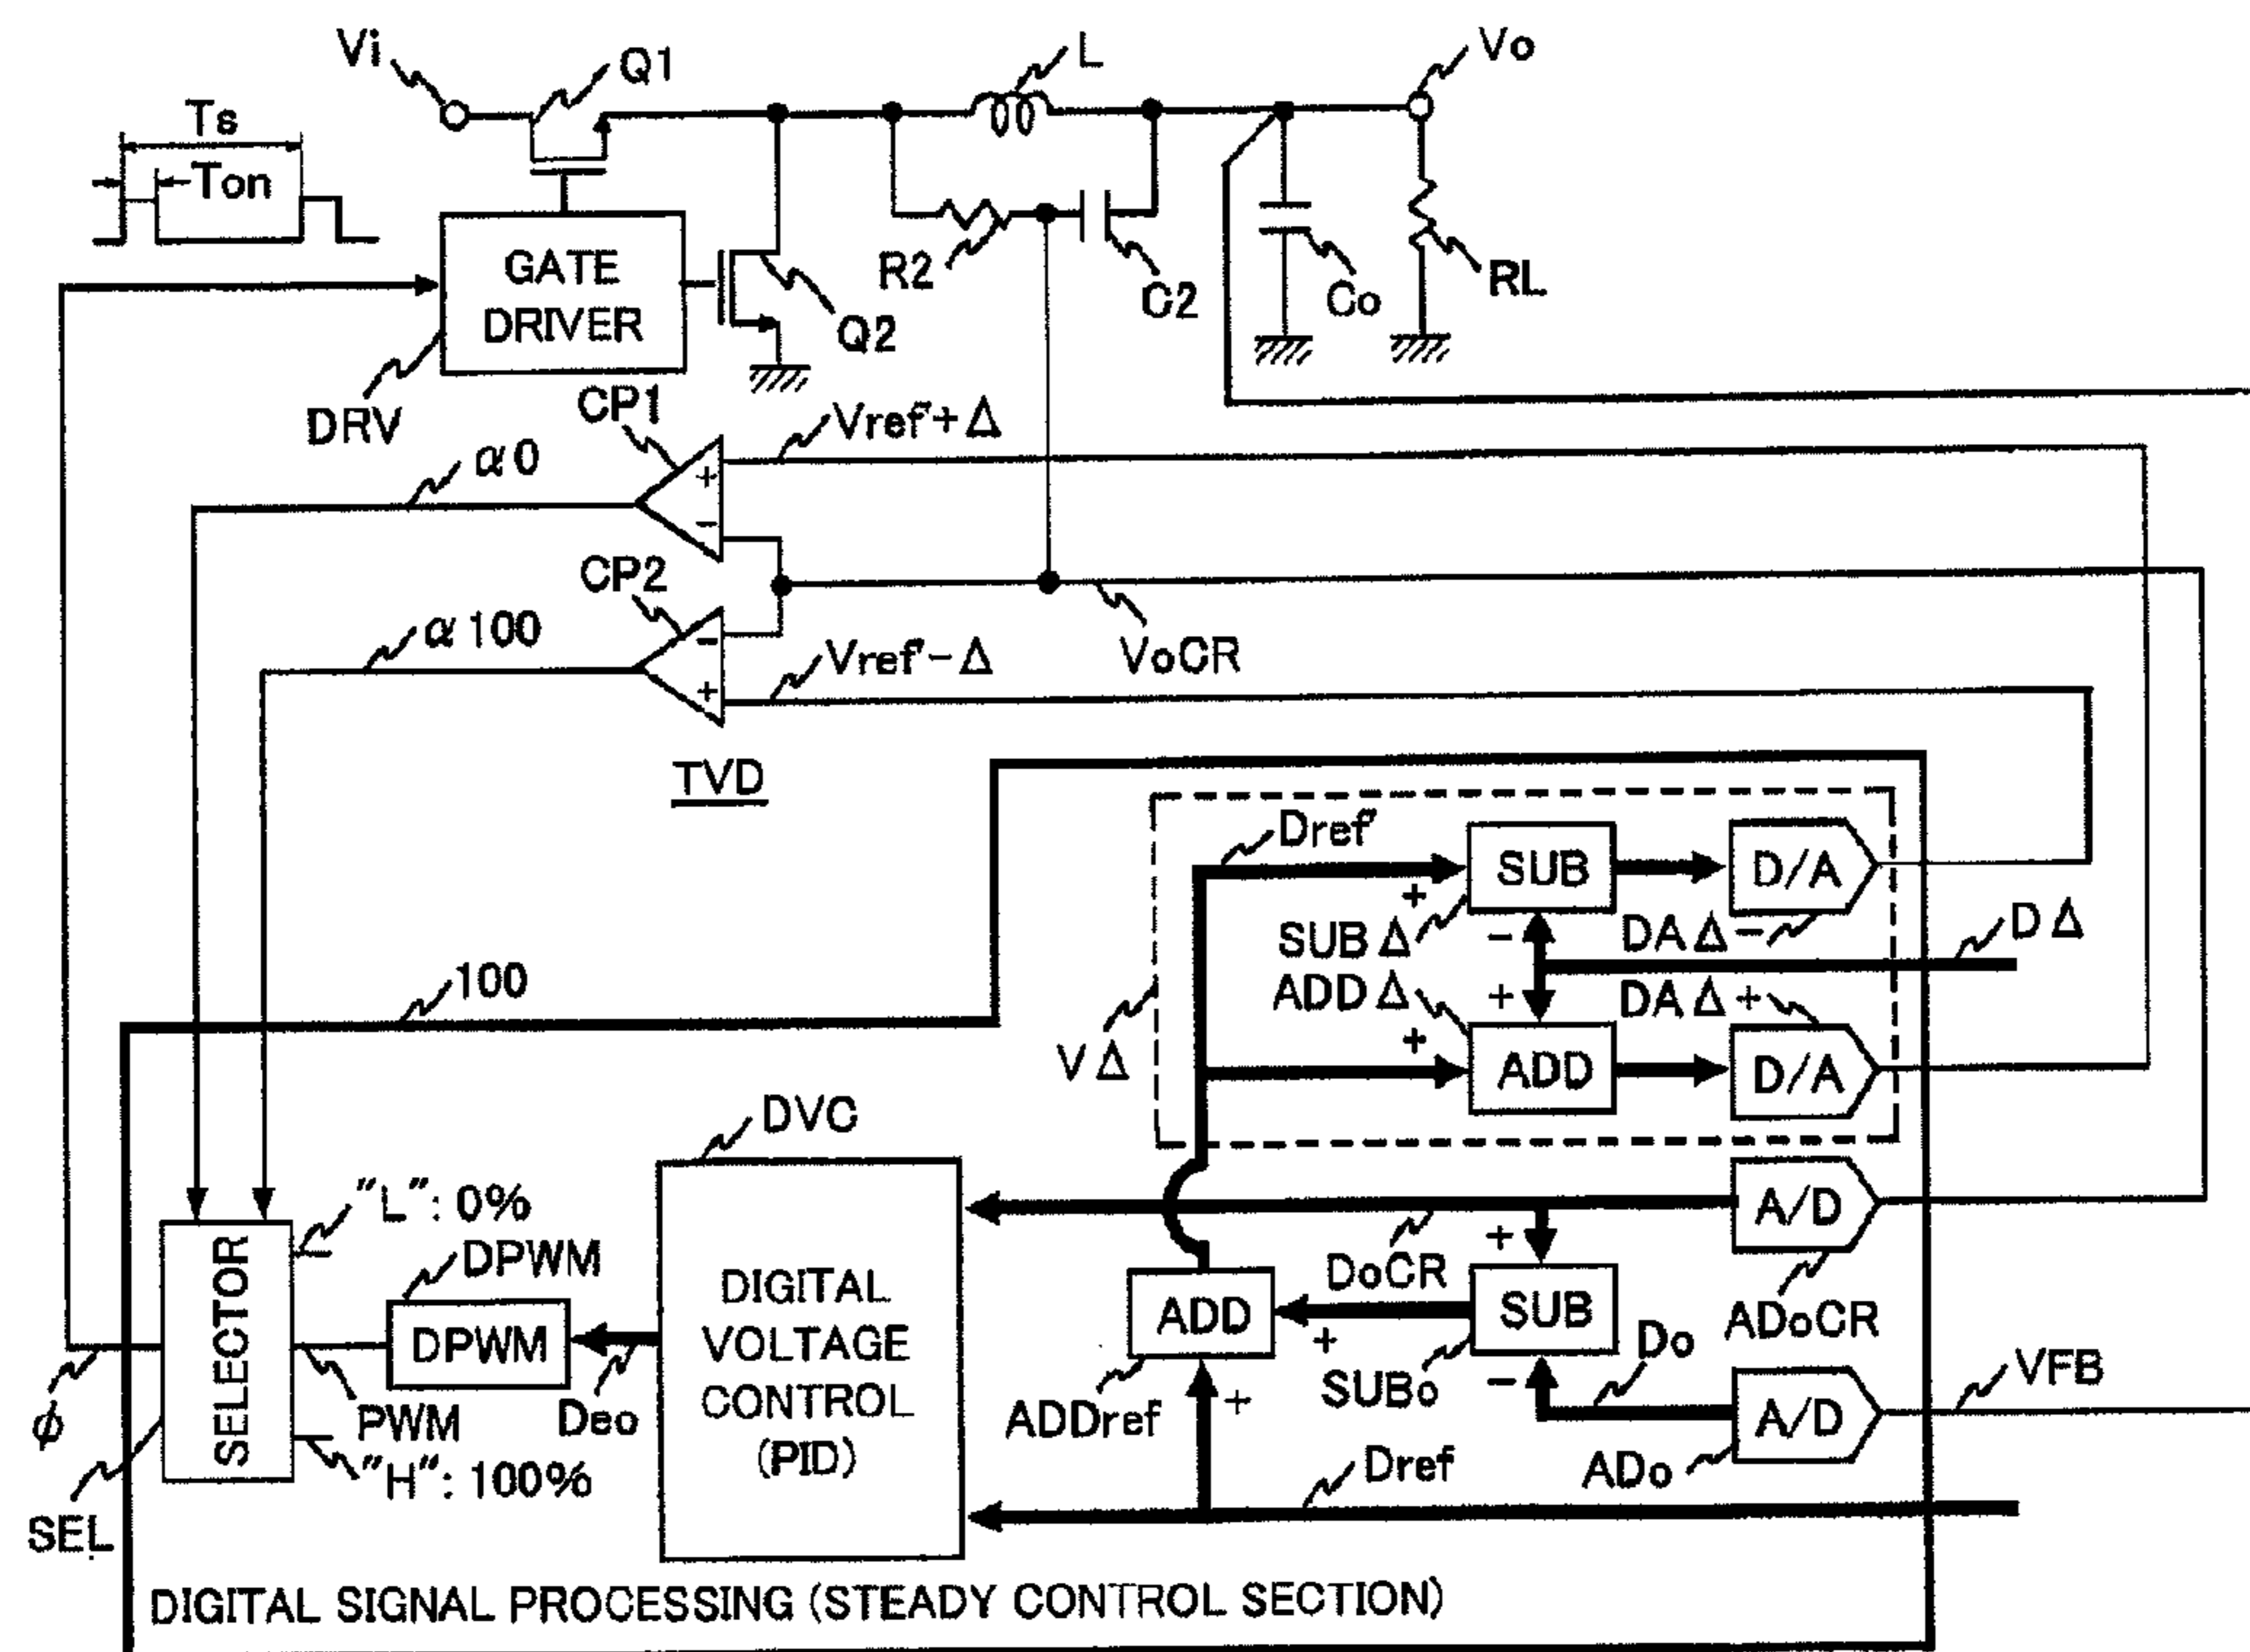 Vi
Q1
L
Vo
Ts
Ton
GATE
DRIVER
R2
C2
Co
RL
Q2
DRV
CP1
Vref'+Δ
α0
+
−
CP2
α100
−
+
Vref'−Δ
VoCR
TVD
Dref'
SUB
D/A
+
SUBΔ
−
DAΔ−
DΔ
100
ADDΔ
+
DAΔ+
+
VΔ
ADD
D/A
DVC
"L": 0%
A/D
SELECTOR
DPWM
DIGITAL
VOLTAGE
CONTROL
(PID)
DoCR
+
ADD
SUB
ADoCR
DPWM
+
Do
VFB
PWM
Deo
ADDref
+
SUBo
−
A/D
φ
"H": 100%
Dref
ADo
SEL
DIGITAL SIGNAL PROCESSING (STEADY CONTROL SECTION)